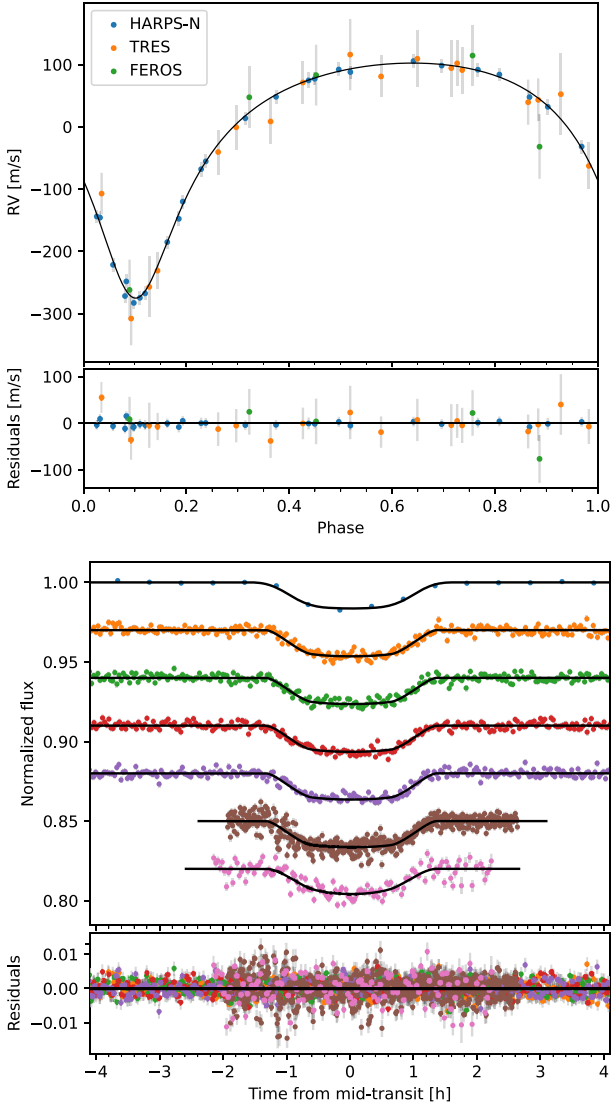 HARPS-N
TRES
FEROS
RV [m/s]
100
0
−100
−200
−300
Residuals [m/s]
100
0
−100
0.0 0.2 0.4 0.6 0.8 1.0
Phase
Normalized flux
1.00
0.95
0.90
0.85
0.80
Residuals
0.01
0.00
−0.01
−4 −3 −2 −1 0 1 2 3 4
Time from mid-transit [h]